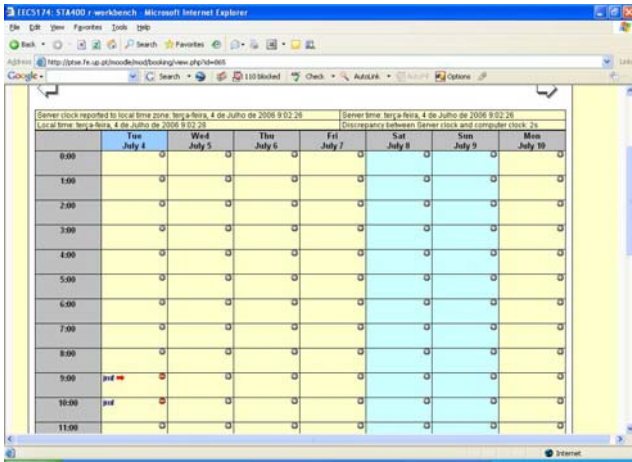 EEC5174: STA400 r-workbench - Microsoft Internet Explorer
File Edit View Favorites Tools Help
Back Search Favorites
Address http://ptse.fe.up.pt/moodle/mod/booking/view.php?id=865
Google Search 110 blocked Check AutoLink Options
Server clock reported to local time zone: terça-feira, 4 de Julho de 2006 9:02:26 Server time: terça-feira, 4 de Julho de 2006 9:02:26
Local time: terça-feira, 4 de Julho de 2006 9:02:28 Discrepancy between Server clock and computer clock: 2s
Tue Wed Thu Fri Sat Sun Mon
July 4 July 5 July 6 July 7 July 8 July 9 July 10
0:00
1:00
2:00
3:00
4:00
5:00
6:00
7:00
8:00
9:00
10:00
11:00
Internet